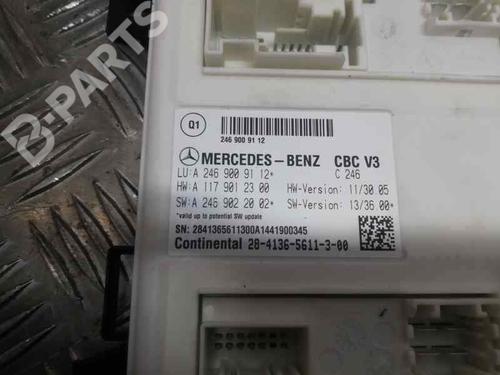 B-PARTS
Q1
246 900 91 12
MERCEDES-BENZ CBC V3
LU:A 246 900 91 12* C 246
HW:A 117 901 23 00 HW-Version: 11/30 05
SW:A 246 902 20 02* SW-Version: 13/36 00*
*valid up to potential SW update
SN: 2841365611300A1441900345
Continental 28-4136-5611-3-00